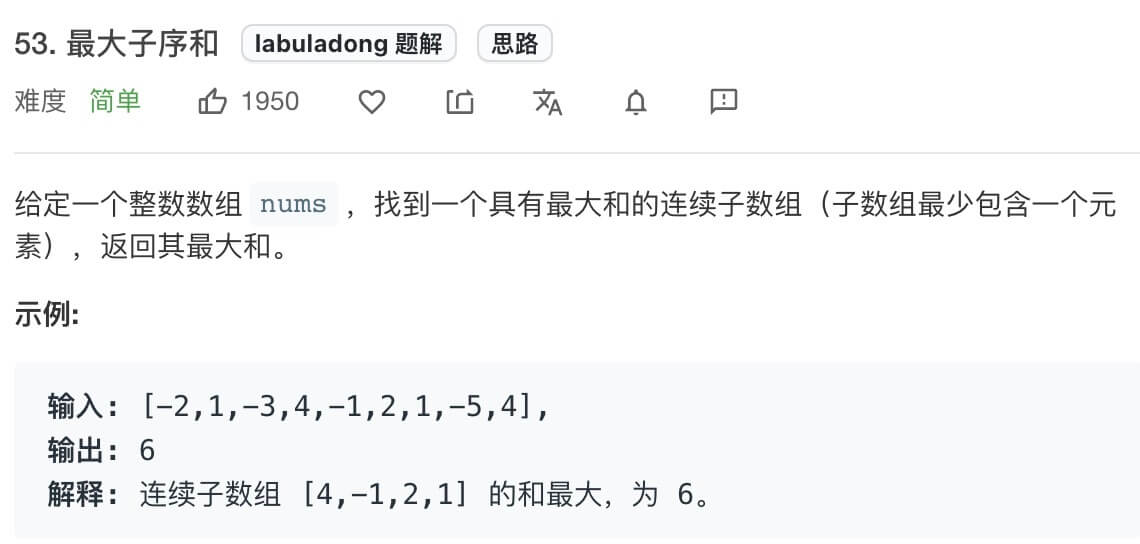 53. 最大子序和 labuladong 题解 思路
难度 简单 1950
给定一个整数数组 nums ，找到一个具有最大和的连续子数组（子数组最少包含一个元
素），返回其最大和。
示例:
输入: [-2,1,-3,4,-1,2,1,-5,4],
输出: 6
解释: 连续子数组 [4,-1,2,1] 的和最大，为 6。